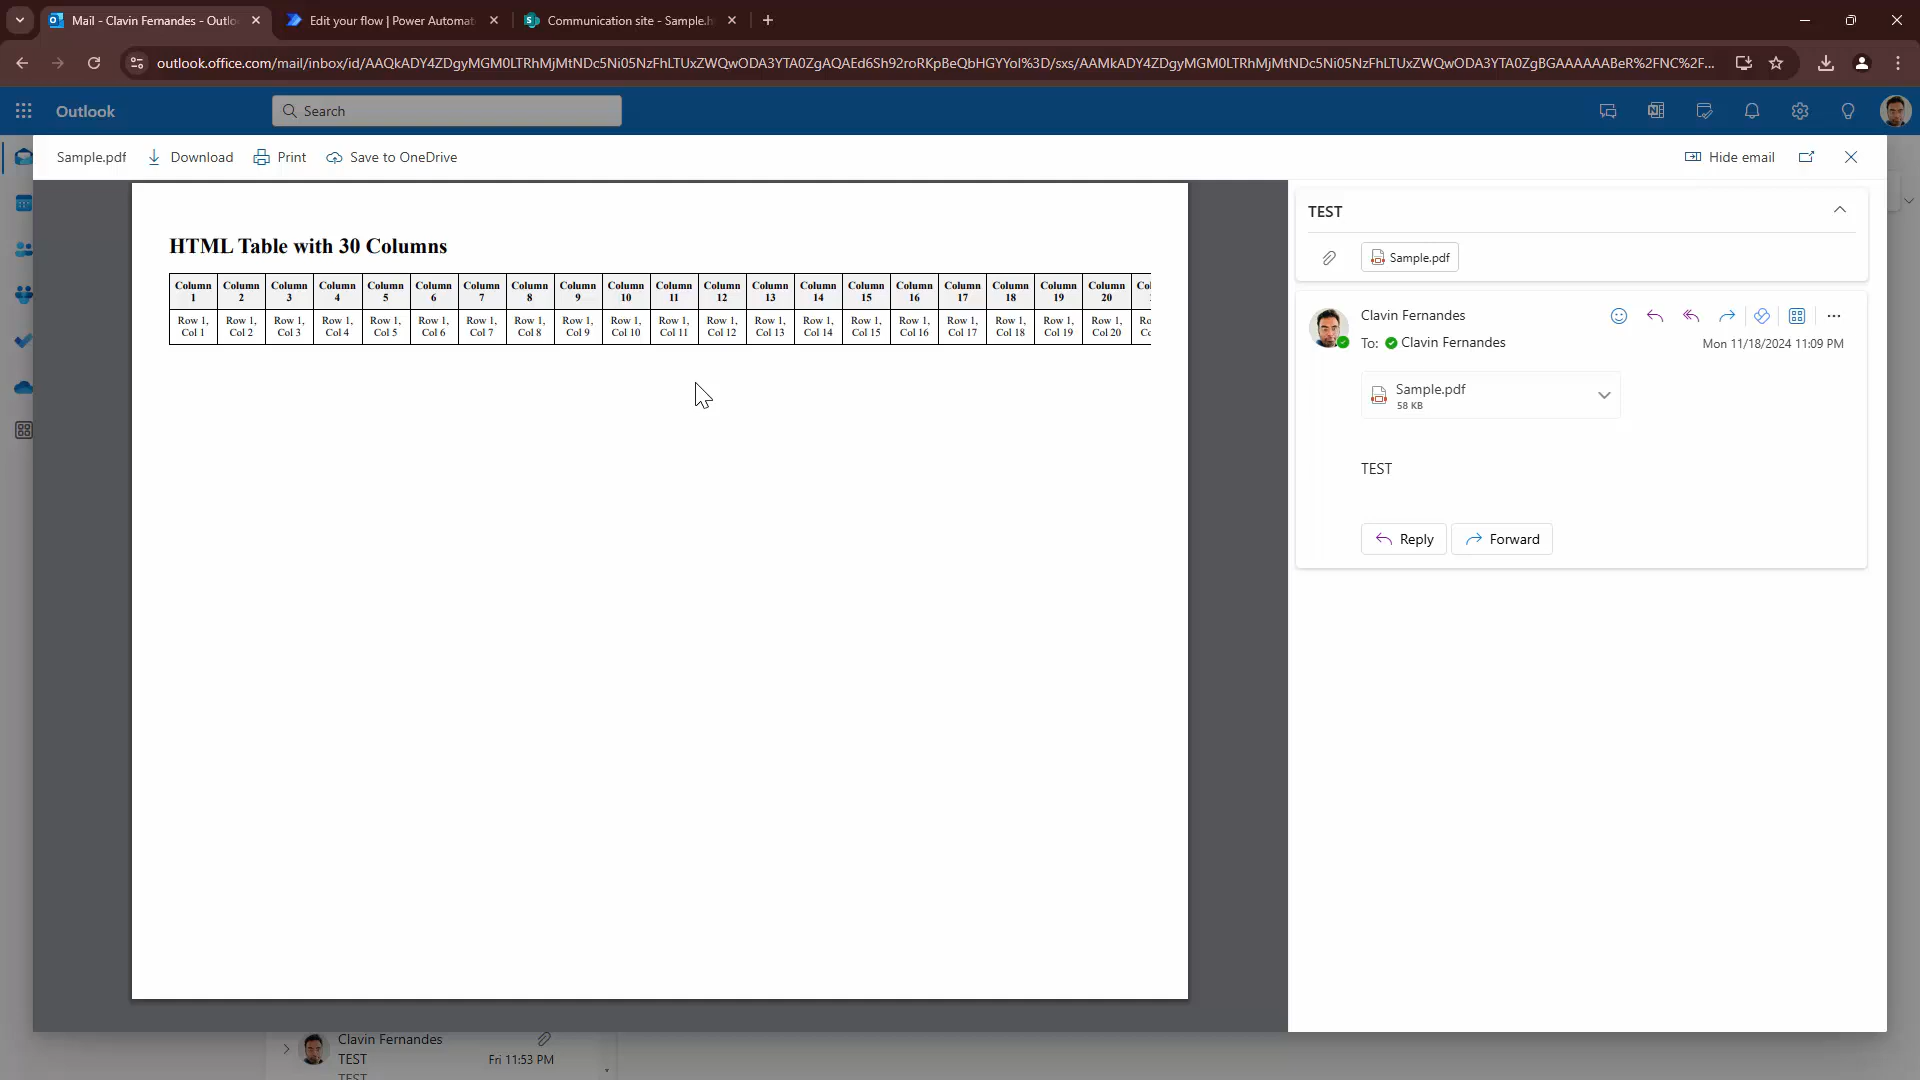 Mail - Clavin Fernandes - Outlo
Edit your flow | Power Automat
Communication site - Sample.h
outlook.office.com/mail/inbox/id/AAQkADY4ZDgyMGM0LTRhMjMtNDc5Ni05NzFhLTUxZWQwODA3YTA0ZgAQAEd6Sh92roRKpBeQbHGYYoI%3D/sxs/AAMkADY4ZDgyMGM0LTRhMjMtNDc5Ni05NzFhLTUxZWQwODA3YTA0ZgBGAAAAAABeR%2FNC%2F...
Outlook
Search
Sample.pdf
Download
Print
Save to OneDrive
Hide email
HTML Table with 30 Columns
Column 1 Column 2 Column 3 Column 4 Column 5 Column 6 Column 7 Column 8 Column 9 Column 10 Column 11 Column 12 Column 13 Column 14 Column 15 Column 16 Column 17 Column 18 Column 19 Column 20 Col
Row 1, Col 1 Row 1, Col 2 Row 1, Col 3 Row 1, Col 4 Row 1, Col 5 Row 1, Col 6 Row 1, Col 7 Row 1, Col 8 Row 1, Col 9 Row 1, Col 10 Row 1, Col 11 Row 1, Col 12 Row 1, Col 13 Row 1, Col 14 Row 1, Col 15 Row 1, Col 16 Row 1, Col 17 Row 1, Col 18 Row 1, Col 19 Row 1, Col 20 Ro Co
TEST
Sample.pdf
Clavin Fernandes
To: Clavin Fernandes
Mon 11/18/2024 11:09 PM
Sample.pdf
58 KB
TEST
Reply
Forward
Clavin Fernandes
TEST
Fri 11:53 PM
TEST